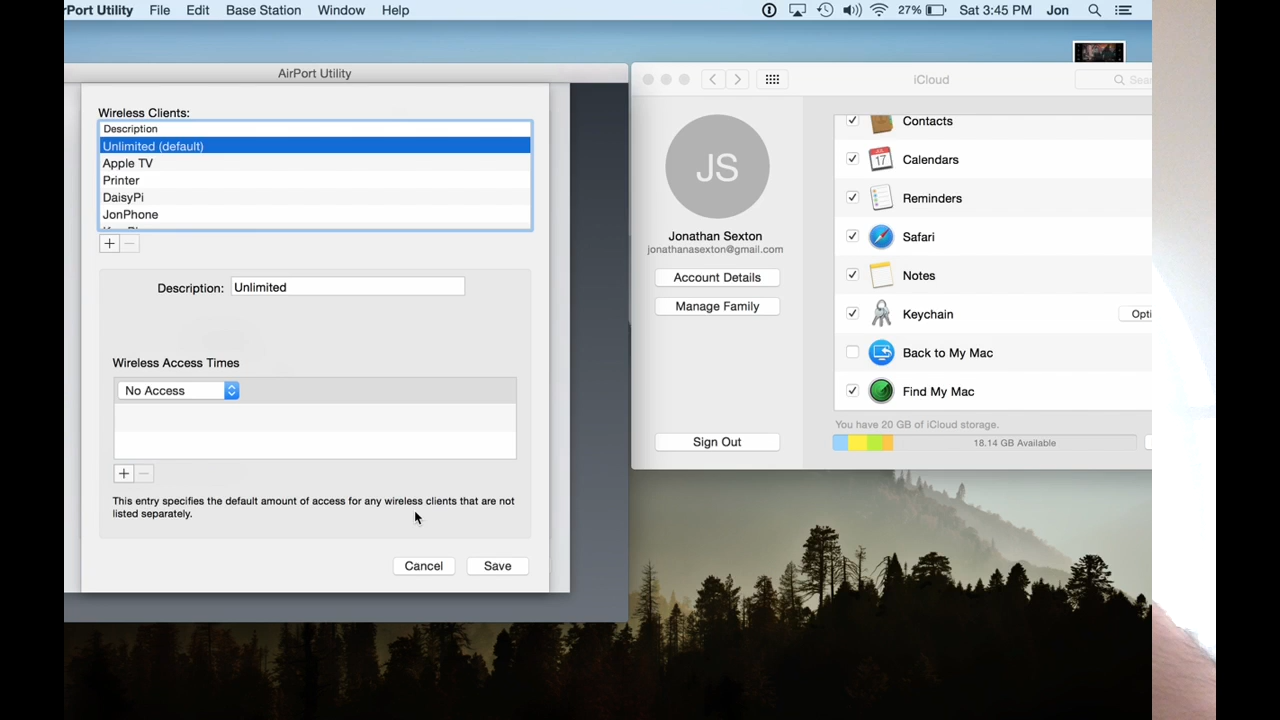 rPort Utility File Edit Base Station Window Help 27% Sat 3:45 PM Jon
AirPort Utility
Wireless Clients:
Description
Unlimited (default)
Apple TV
Printer
DaisyPi
JonPhone
Description: Unlimited
Wireless Access Times
No Access
This entry specifies the default amount of access for any wireless clients that are not
listed separately.
Cancel Save
iCloud
Sea
JS
Jonathan Sexton
jonathanasexton@gmail.com
Account Details
Manage Family
Sign Out
Contacts
JUL
17
Calendars
Reminders
Safari
Notes
Keychain
Opti
Back to My Mac
Find My Mac
You have 20 GB of iCloud storage.
18.14 GB Available